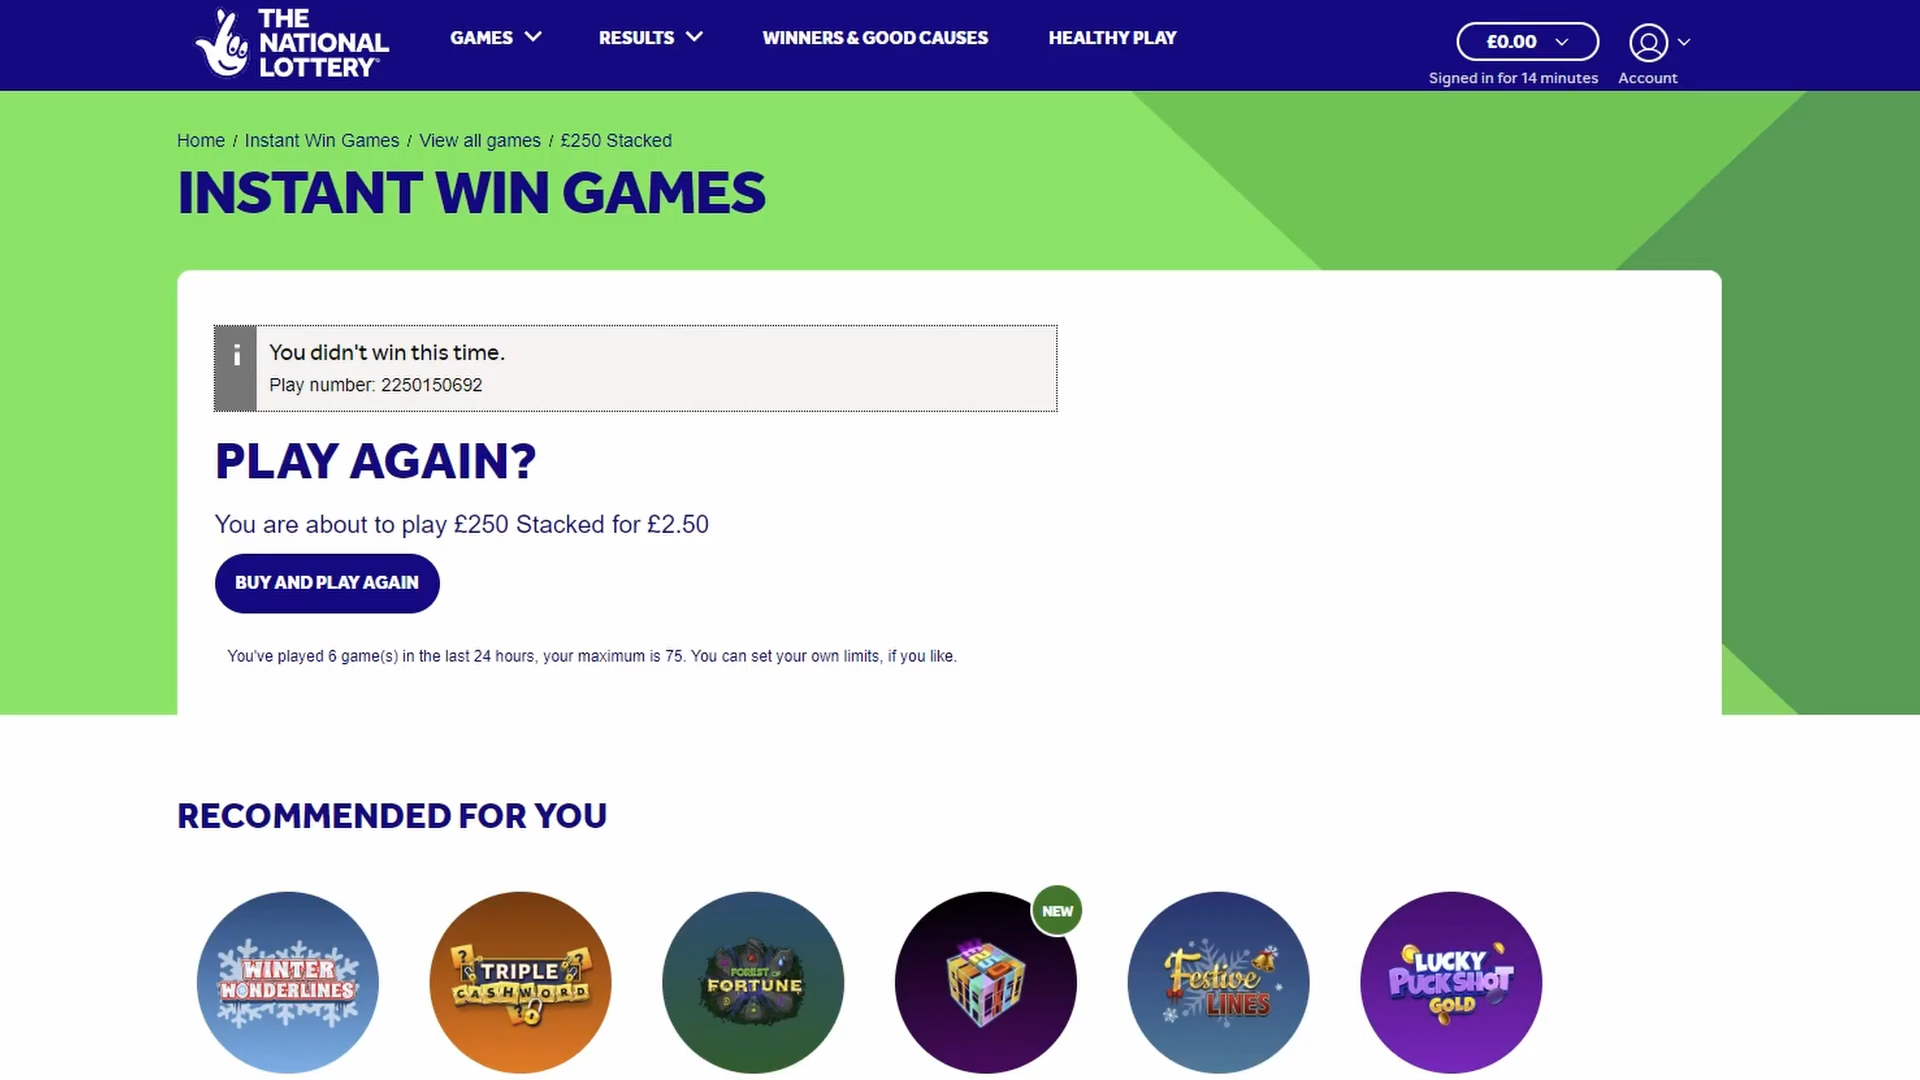 THE
NATIONAL
LOTTERY
GAMES
RESULTS
WINNERS & GOOD CAUSES
HEALTHY PLAY
£0.00
Signed in for 14 minutes
Account
Home / Instant Win Games / View all games / £250 Stacked
INSTANT WIN GAMES
i
You didn't win this time.
Play number: 2250150692
PLAY AGAIN?
You are about to play £250 Stacked for £2.50
BUY AND PLAY AGAIN
You've played 6 game(s) in the last 24 hours, your maximum is 75. You can set your own limits, if you like.
RECOMMENDED FOR YOU
WINTER
WONDERLINES
TRIPLE
CASHWORD
FOREST OF
FORTUNE
NEW
Festive
LINES
LUCKY
PUCKSHOT
GOLD